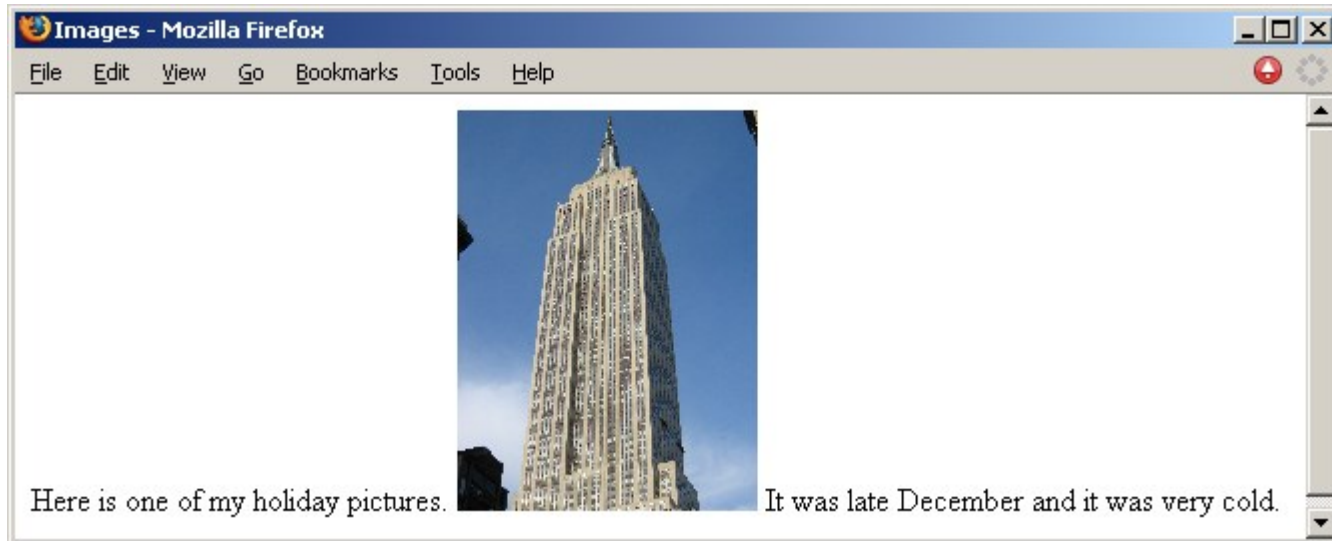 Images - Mozilla Firefox
File Edit View Go Bookmarks Tools Help
Here is one of my holiday pictures. It was late December and it was very cold.